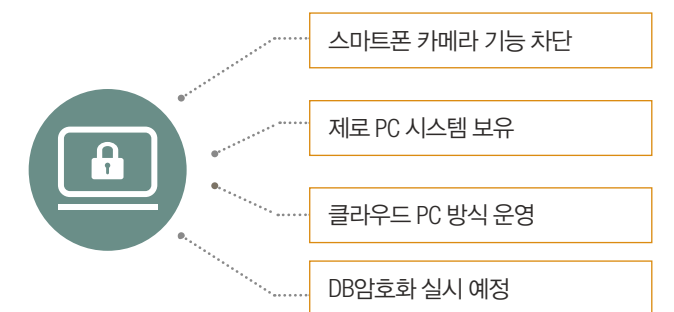 스마트폰 카메라 기능 차단
제로 PC 시스템 보유
클라우드 PC 방식 운영
DB암호화 실시 예정